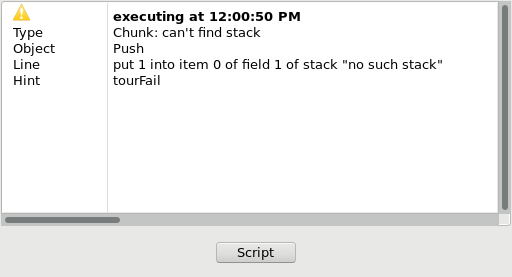 executing at 12:00:50 PM
Type Chunk: can't find stack
Object Push
Line put 1 into item 0 of field 1 of stack "no such stack"
Hint tourFail
Script